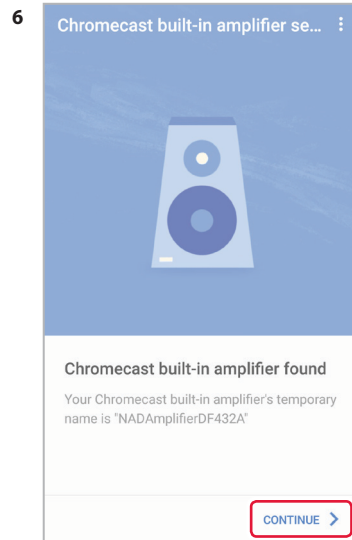 6
Chromecast built-in amplifier se...
Chromecast built-in amplifier found
Your Chromecast built-in amplifier's temporary
name is "NADAmplifierDF432A"
CONTINUE